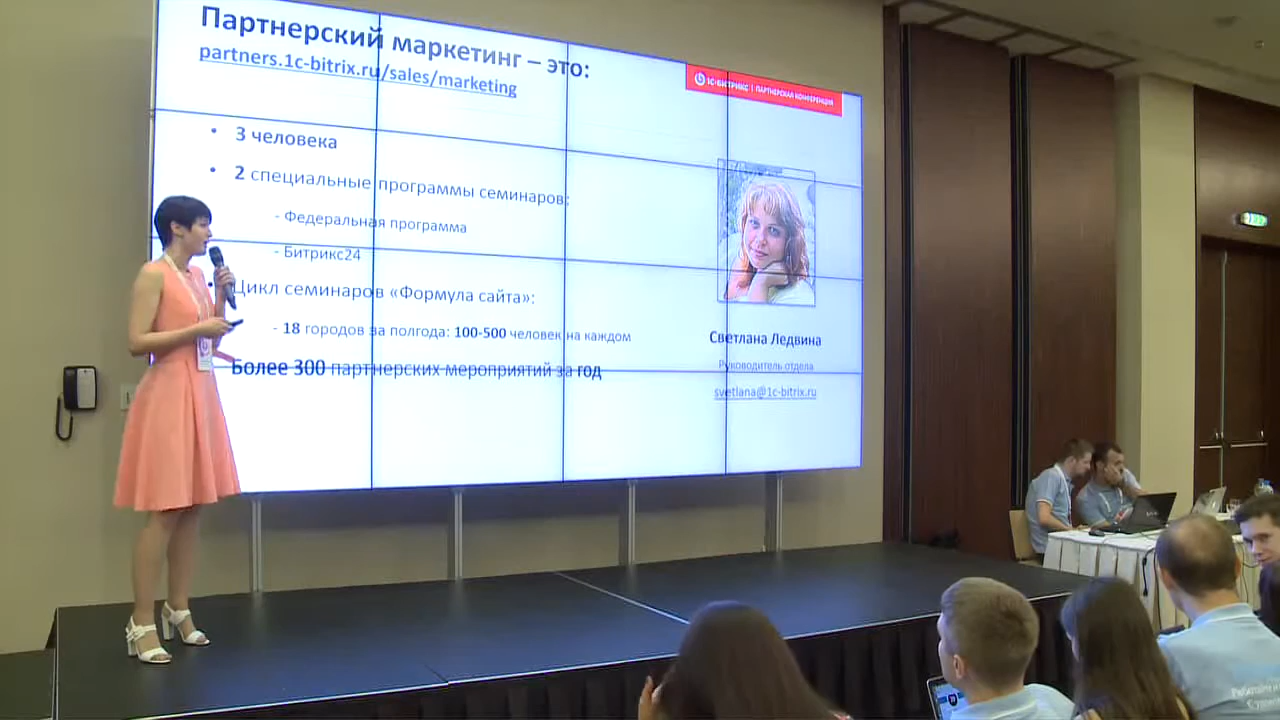 Партнерский маркетинг – это:
partners.1c-bitrix.ru/sales/marketing
1С-БИТРИКС | ПАРТНЕРСКАЯ КОНФЕРЕНЦИЯ
• 3 человека
• 2 специальные программы семинаров:
- Федеральная программа
- Битрикс24
Цикл семинаров «Формула сайта»:
- 18 городов за полгода: 100-500 человек на каждом
Более 300 партнерских мероприятий за год
Светлана Ледвина
Руководитель отдела
svetlana@1c-bitrix.ru